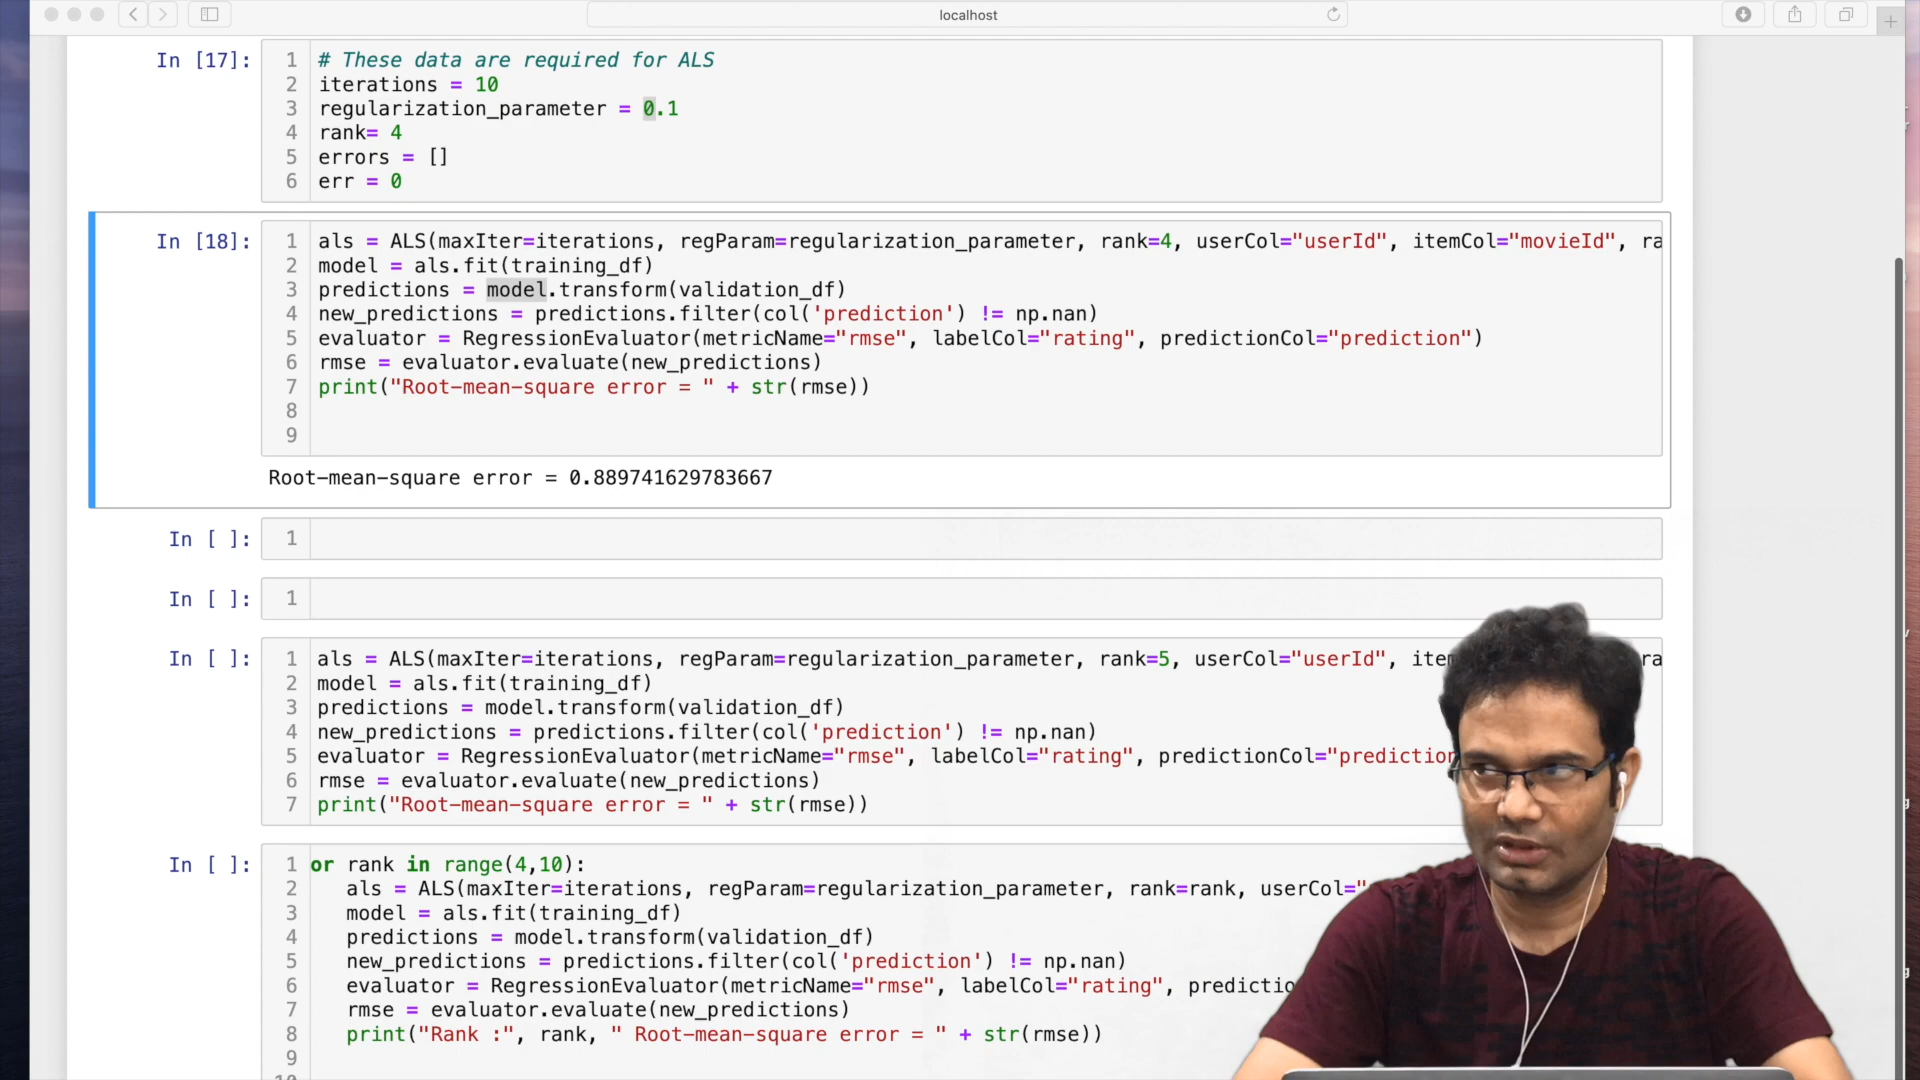 localhost
In [17]:
1 # These data are required for ALS
2 iterations = 10
3 regularization_parameter = 0.1
4 rank= 4
5 errors = []
6 err = 0
In [18]:
1 als = ALS(maxIter=iterations, regParam=regularization_parameter, rank=4, userCol="userId", itemCol="movieId", ra
2 model = als.fit(training_df)
3 predictions = model.transform(validation_df)
4 new_predictions = predictions.filter(col('prediction') != np.nan)
5 evaluator = RegressionEvaluator(metricName="rmse", labelCol="rating", predictionCol="prediction")
6 rmse = evaluator.evaluate(new_predictions)
7 print("Root-mean-square error = " + str(rmse))
8
9
Root-mean-square error = 0.889741629783667
In [ ]: 1
In [ ]: 1
In [ ]:
1 als = ALS(maxIter=iterations, regParam=regularization_parameter, rank=5, userCol="userId", ite ra
2 model = als.fit(training_df)
3 predictions = model.transform(validation_df)
4 new_predictions = predictions.filter(col('prediction') != np.nan)
5 evaluator = RegressionEvaluator(metricName="rmse", labelCol="rating", predictionCol="prediction
6 rmse = evaluator.evaluate(new_predictions)
7 print("Root-mean-square error = " + str(rmse))
In [ ]:
1 or rank in range(4,10):
2 als = ALS(maxIter=iterations, regParam=regularization_parameter, rank=rank, userCol="
3 model = als.fit(training_df)
4 predictions = model.transform(validation_df)
5 new_predictions = predictions.filter(col('prediction') != np.nan)
6 evaluator = RegressionEvaluator(metricName="rmse", labelCol="rating", predictio
7 rmse = evaluator.evaluate(new_predictions)
8 print("Rank :", rank, " Root-mean-square error = " + str(rmse))
9
10